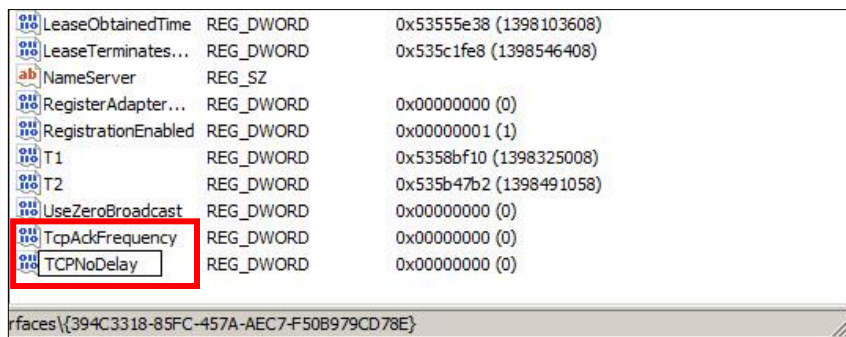 LeaseObtainedTime REG_DWORD 0x53555e38 (1398103608)
LeaseTerminates... REG_DWORD 0x535c1fe8 (1398546408)
NameServer REG_SZ
RegisterAdapter... REG_DWORD 0x00000000 (0)
RegistrationEnabled REG_DWORD 0x00000001 (1)
T1 REG_DWORD 0x5358bf10 (1398325008)
T2 REG_DWORD 0x535b47b2 (1398491058)
UseZeroBroadcast REG_DWORD 0x00000000 (0)
TcpAckFrequency REG_DWORD 0x00000000 (0)
TCPNoDelay REG_DWORD 0x00000000 (0)
rfaces\{394C3318-85FC-457A-AEC7-F50B979CD78E}